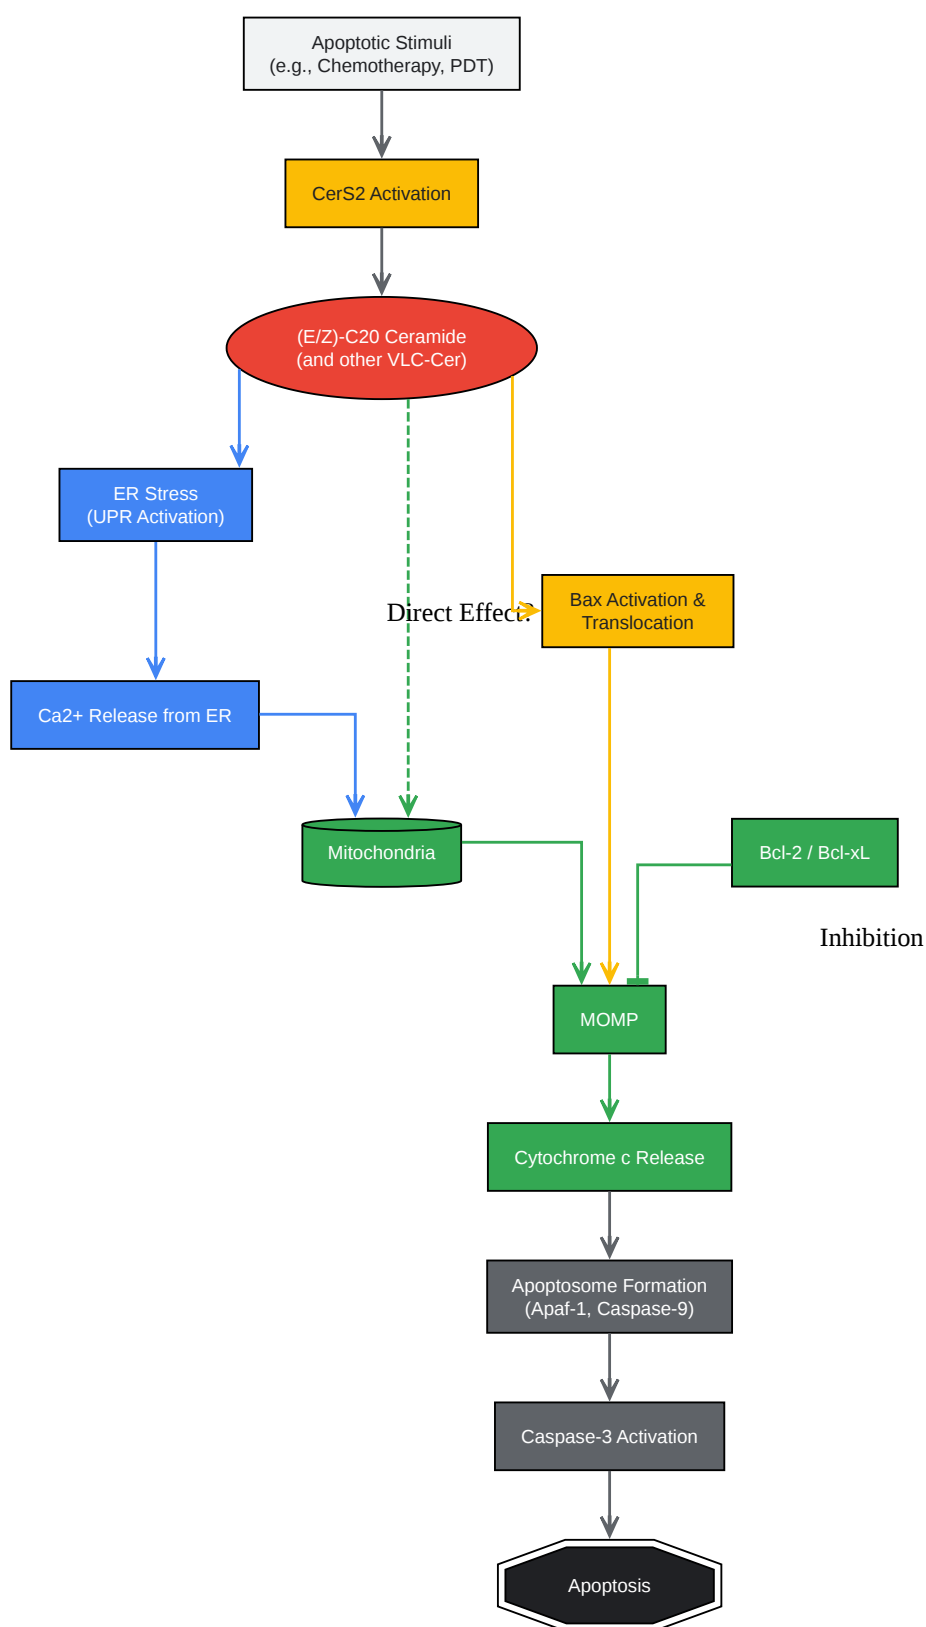 Apoptotic Stimuli
(e.g., Chemotherapy, PDT)
CerS2 Activation
(E/Z)-C20 Ceramide
(and other VLC-Cer)
ER Stress
(UPR Activation)
Direct Effect?
Bax Activation &
Translocation
Ca2+ Release from ER
Mitochondria
Bcl-2 / Bcl-xL
Inhibition
MOMP
Cytochrome c Release
Apoptosome Formation
(Apaf-1, Caspase-9)
Caspase-3 Activation
Apoptosis